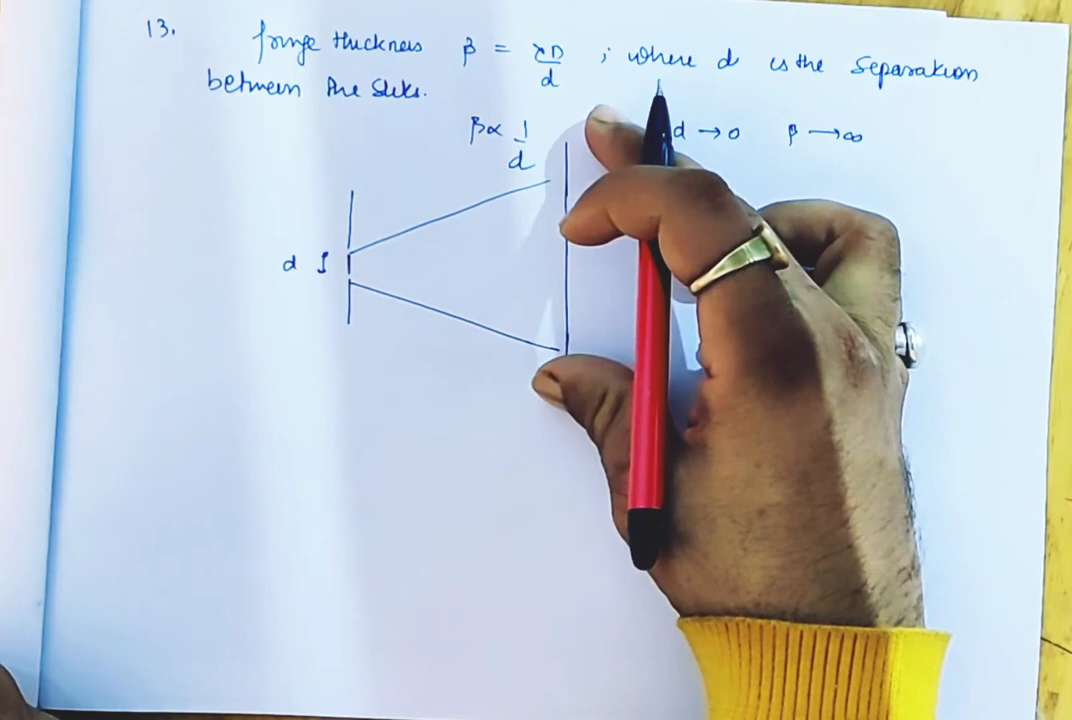 13. fringe thickness β = λD/d ; where d is the separation
between the slits.
β ∝ 1/d d → 0 β → ∞
d